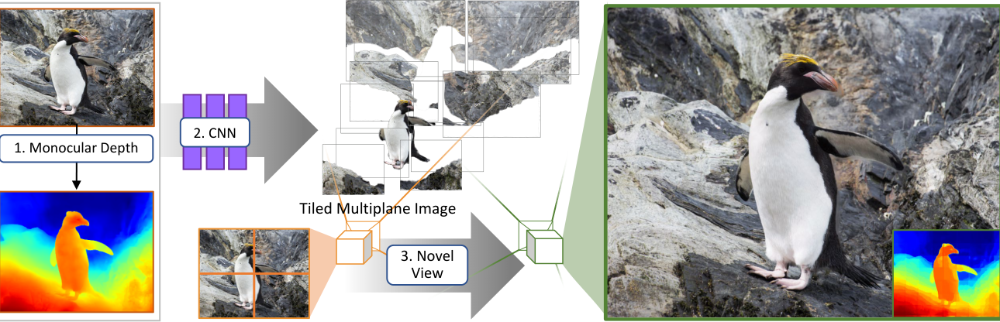 1. Monocular Depth
2. CNN
Tiled Multiplane Image
3. Novel
View